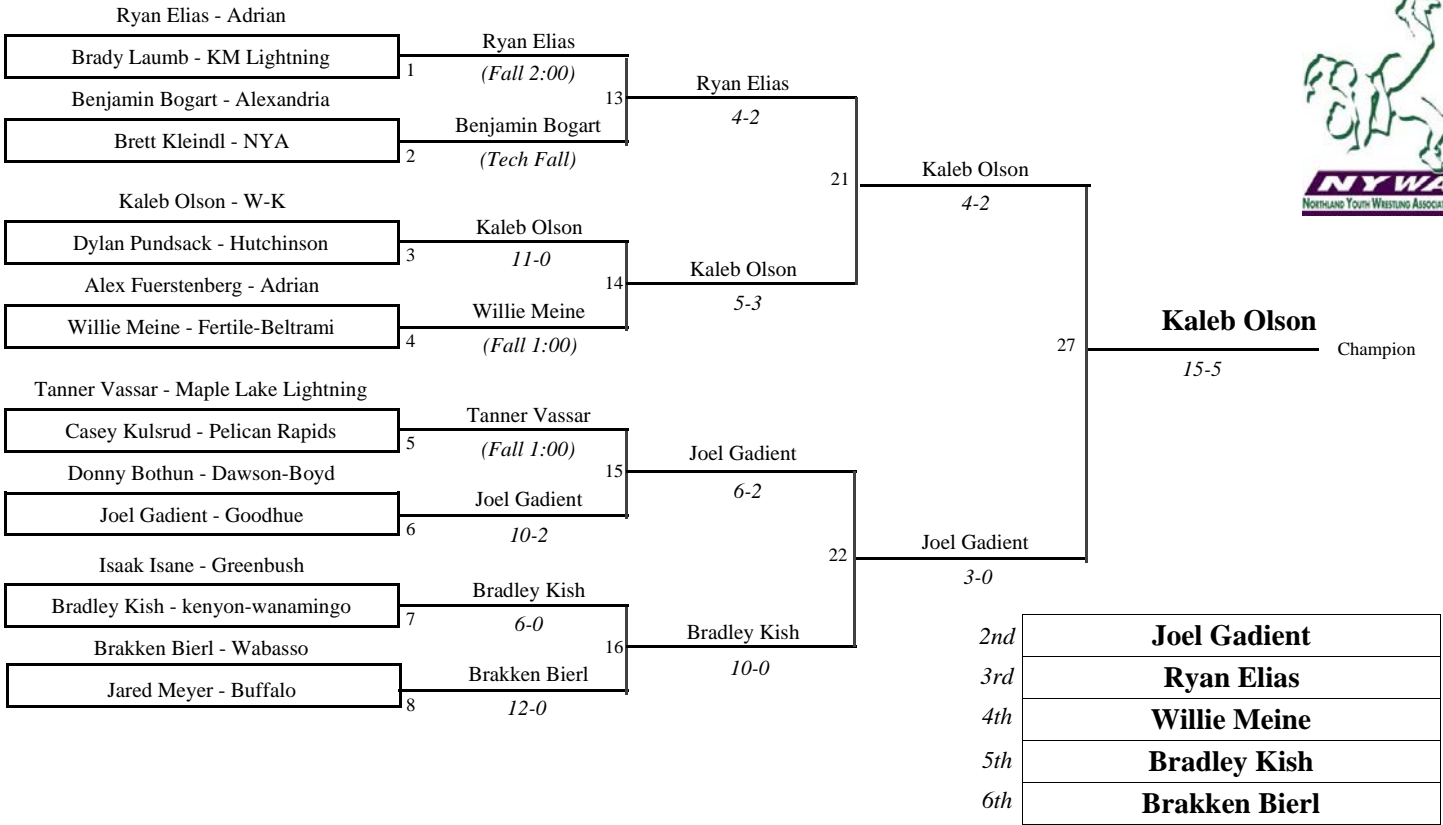 Ryan Elias - Adrian
Brady Laumb - KM Lightning
1
Ryan Elias
(Fall 2:00)
Benjamin Bogart - Alexandria
Brett Kleindl - NYA
2
Benjamin Bogart
(Tech Fall)
13
Ryan Elias
4-2
Kaleb Olson - W-K
Dylan Pundsack - Hutchinson
3
Kaleb Olson
11-0
Alex Fuerstenberg - Adrian
Willie Meine - Fertile-Beltrami
4
Willie Meine
(Fall 1:00)
14
Kaleb Olson
5-3
21
Kaleb Olson
4-2
Tanner Vassar - Maple Lake Lightning
Casey Kulsrud - Pelican Rapids
5
Tanner Vassar
(Fall 1:00)
Donny Bothun - Dawson-Boyd
Joel Gadient - Goodhue
6
Joel Gadient
10-2
15
Joel Gadient
6-2
Isaak Isane - Greenbush
Bradley Kish - kenyon-wanamingo
7
Bradley Kish
6-0
Brakken Bierl - Wabasso
Jared Meyer - Buffalo
8
Brakken Bierl
12-0
16
Bradley Kish
10-0
22
Joel Gadient
3-0
27
Kaleb Olson
15-5
Champion
NYWA
NORTHLAND YOUTH WRESTLING
2nd Joel Gadient
3rd Ryan Elias
4th Willie Meine
5th Bradley Kish
6th Brakken Bierl